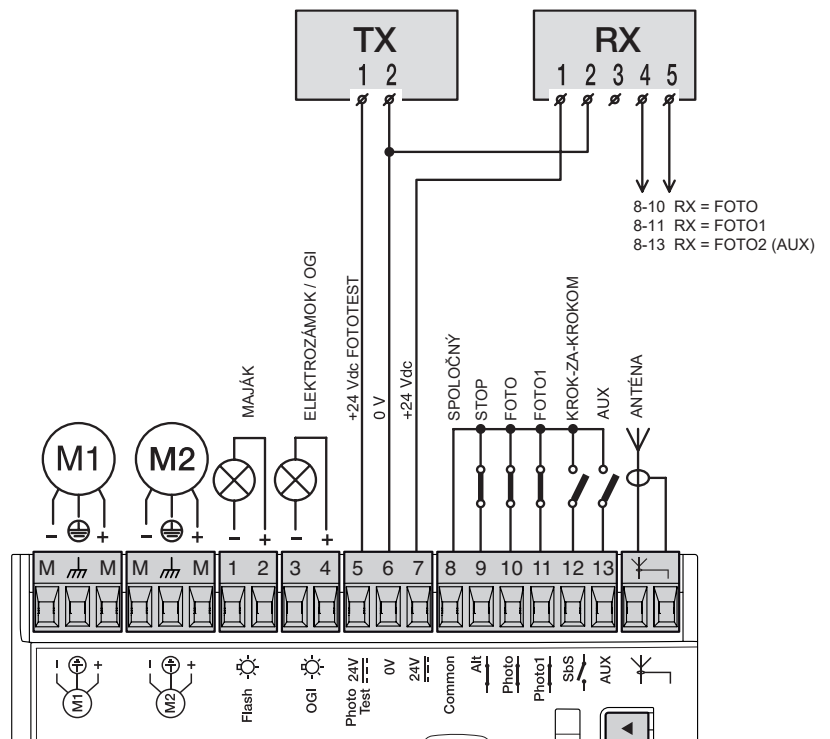 TX
1 2
RX
1 2 3 4 5
8-10 RX = FOTO
8-11 RX = FOTO1
8-13 RX = FOTO2 (AUX)
MAJÁK
ELEKTROZÁMOK / OGI
+24 Vdc FOTOTEST
0 V
+24 Vdc
SPOLOČNÝ
STOP
FOTO
FOTO1
KROK-ZA-KROKOM
AUX
ANTÉNA
M1
M2
- +
- +
- +
- +
M M M M 1 2 3 4 5 6 7 8 9 10 11 12 13
- +
M1
- +
M2
Flash
OGI
Photo 24V
Test
0V
24V
Common
Alt
Photo
Photo1
SbS
AUX